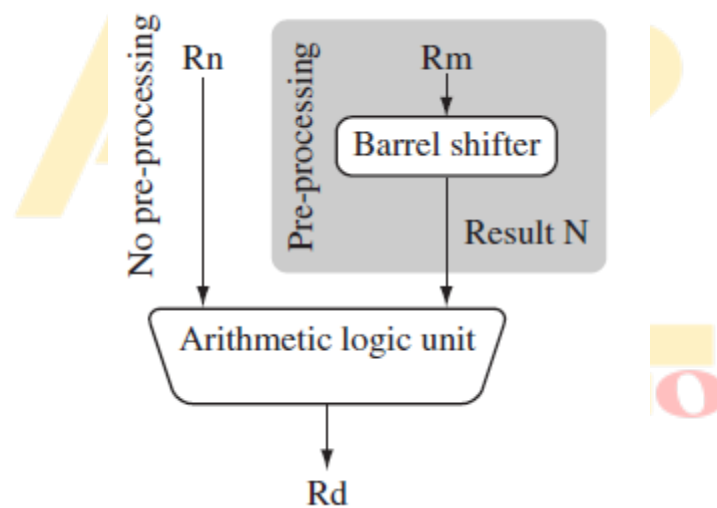 No pre-processing
Rn
Pre-processing
Rm
Barrel shifter
Result N
Arithmetic logic unit
Rd